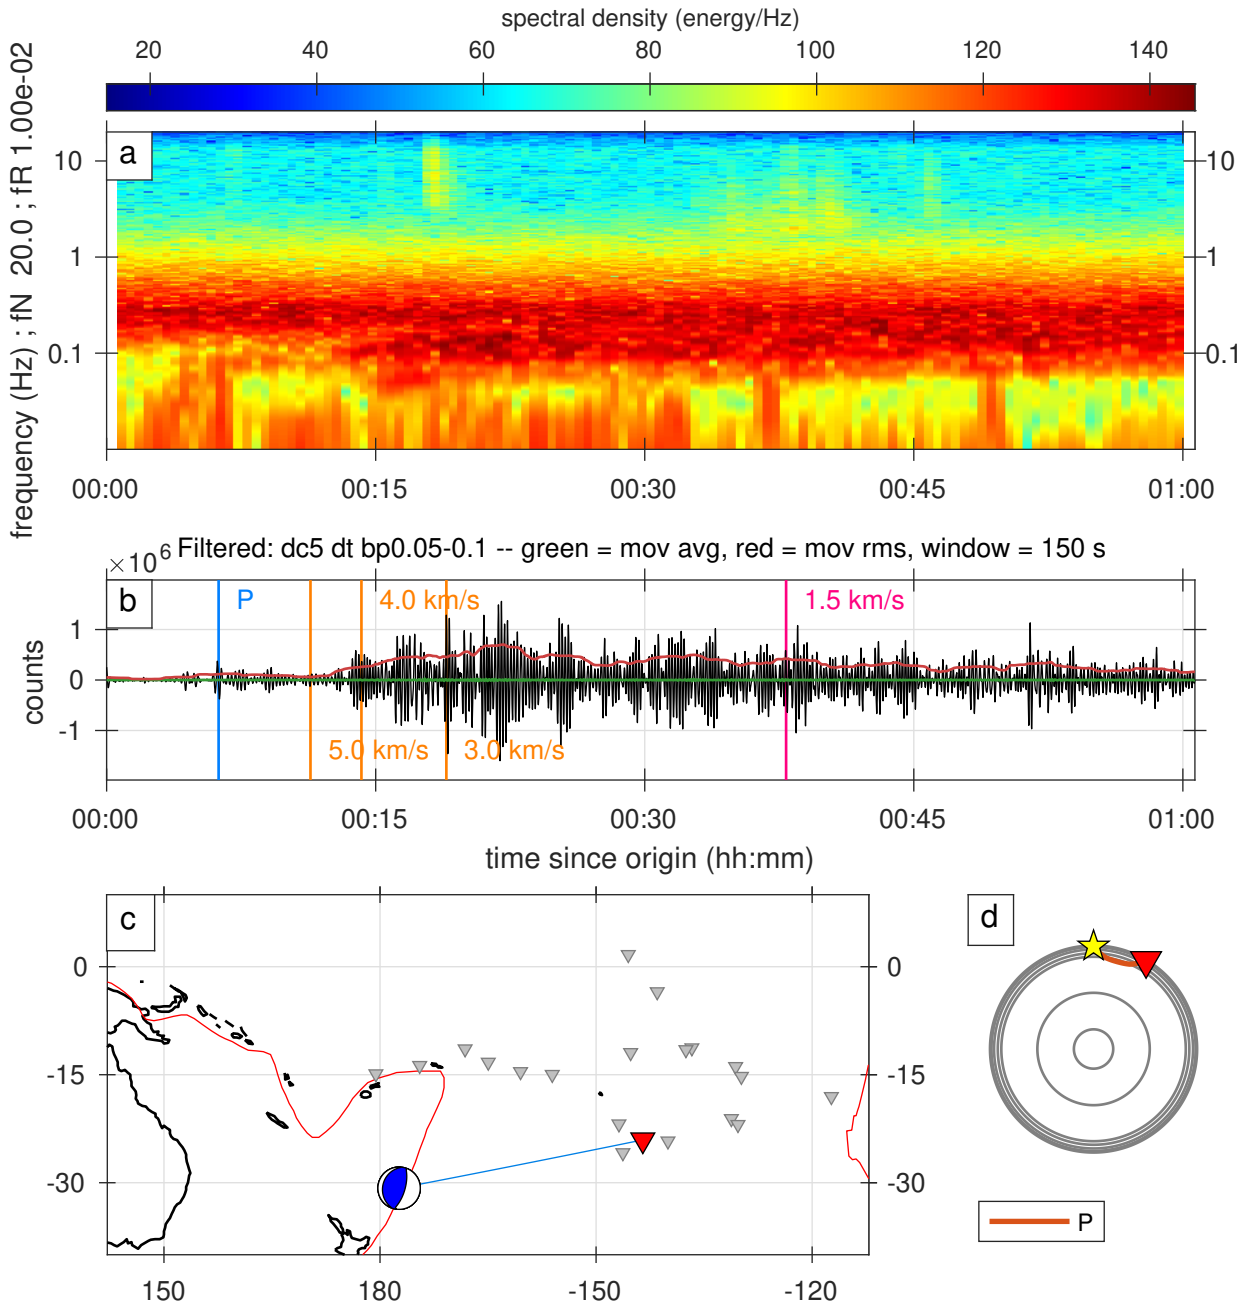 spectral density (energy/Hz)
20 40 60 80 100 120 140
frequency (Hz) ; fN 20.0 ; fR 1.00e-02
a
10 10
1 1
0.1 0.1
00:00 00:15 00:30 00:45 01:00
×10^6 Filtered: dc5 dt bp0.05-0.1 -- green = mov avg, red = mov rms, window = 150 s
b
P 4.0 km/s 1.5 km/s
counts
1
0
-1
5.0 km/s 3.0 km/s
00:00 00:15 00:30 00:45 01:00
time since origin (hh:mm)
c
d
0 0
-15 -15
-30 -30
150 180 -150 -120
P